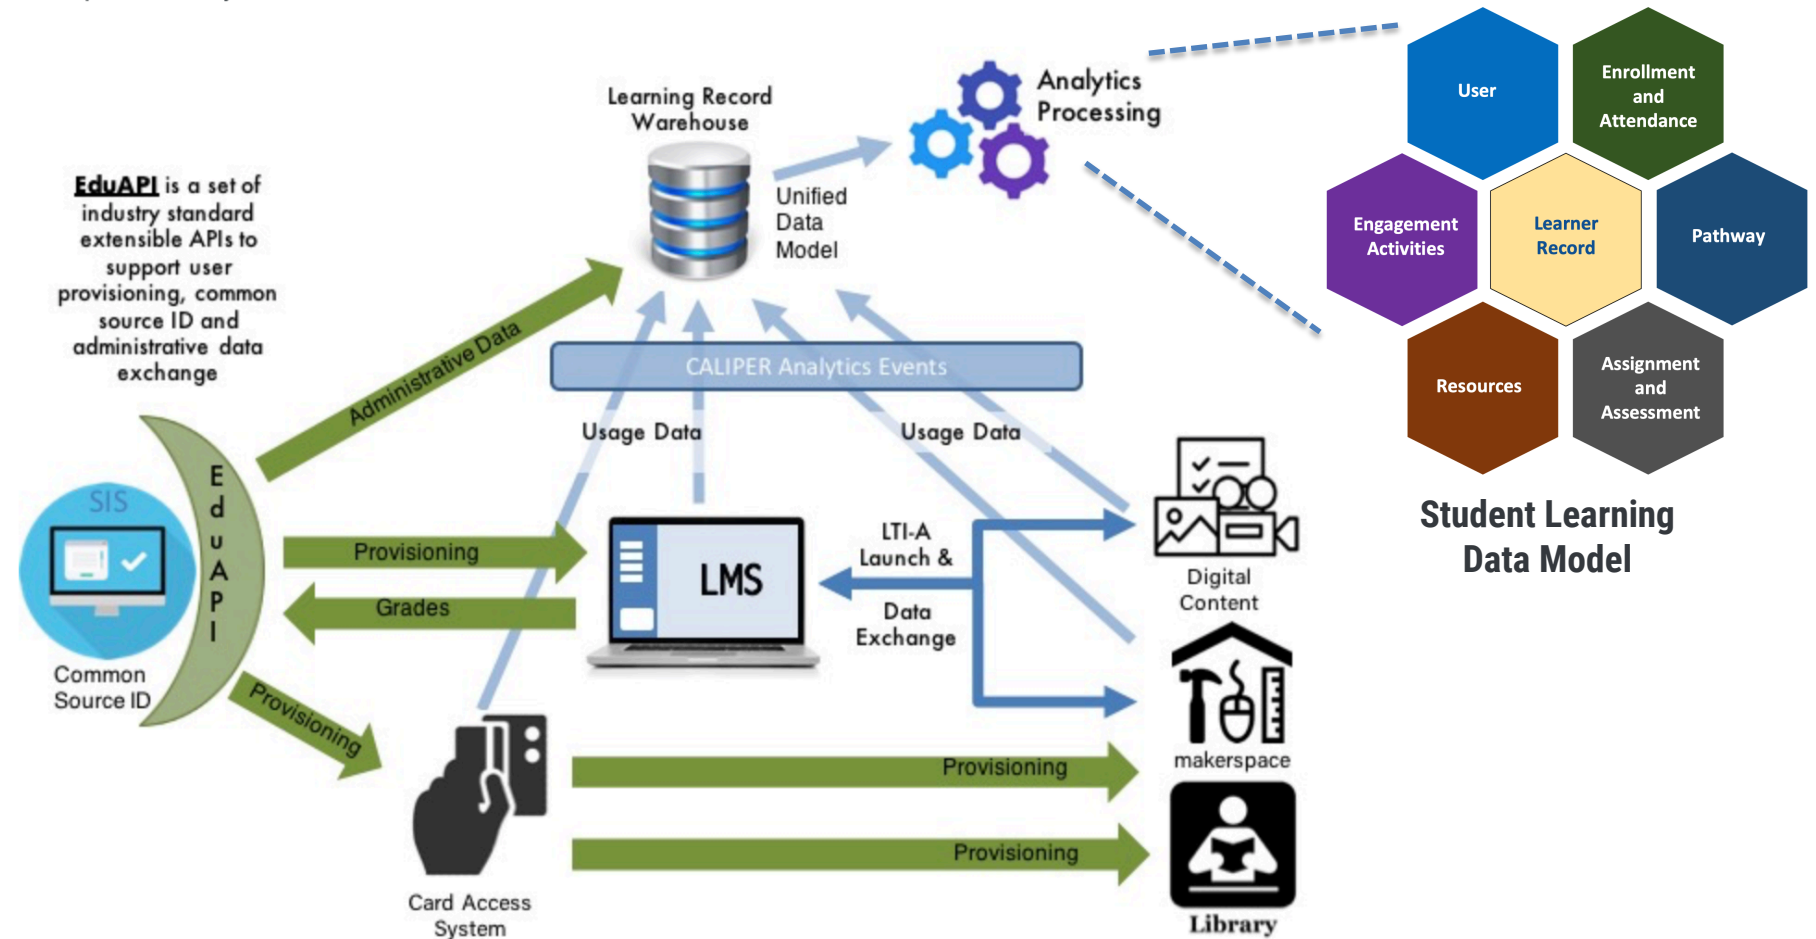 EduAPI is a set of
industry standard
extensible APIs to
support user
provisioning, common
source ID and
administrative data
exchange
Learning Record
Warehouse
Unified
Data
Model
Analytics
Processing
User
Enrollment
and
Attendance
Engagement
Activities
Learner
Record
Pathway
Resources
Assignment
and
Assessment
Student Learning
Data Model
Administrative Data
CALIPER Analytics Events
Usage Data
Usage Data
SIS
EduAPI
Common
Source ID
Provisioning
Grades
Provisioning
LMS
LTI-A
Launch &
Data
Exchange
Digital
Content
makerspace
Provisioning
Provisioning
Card Access
System
Library